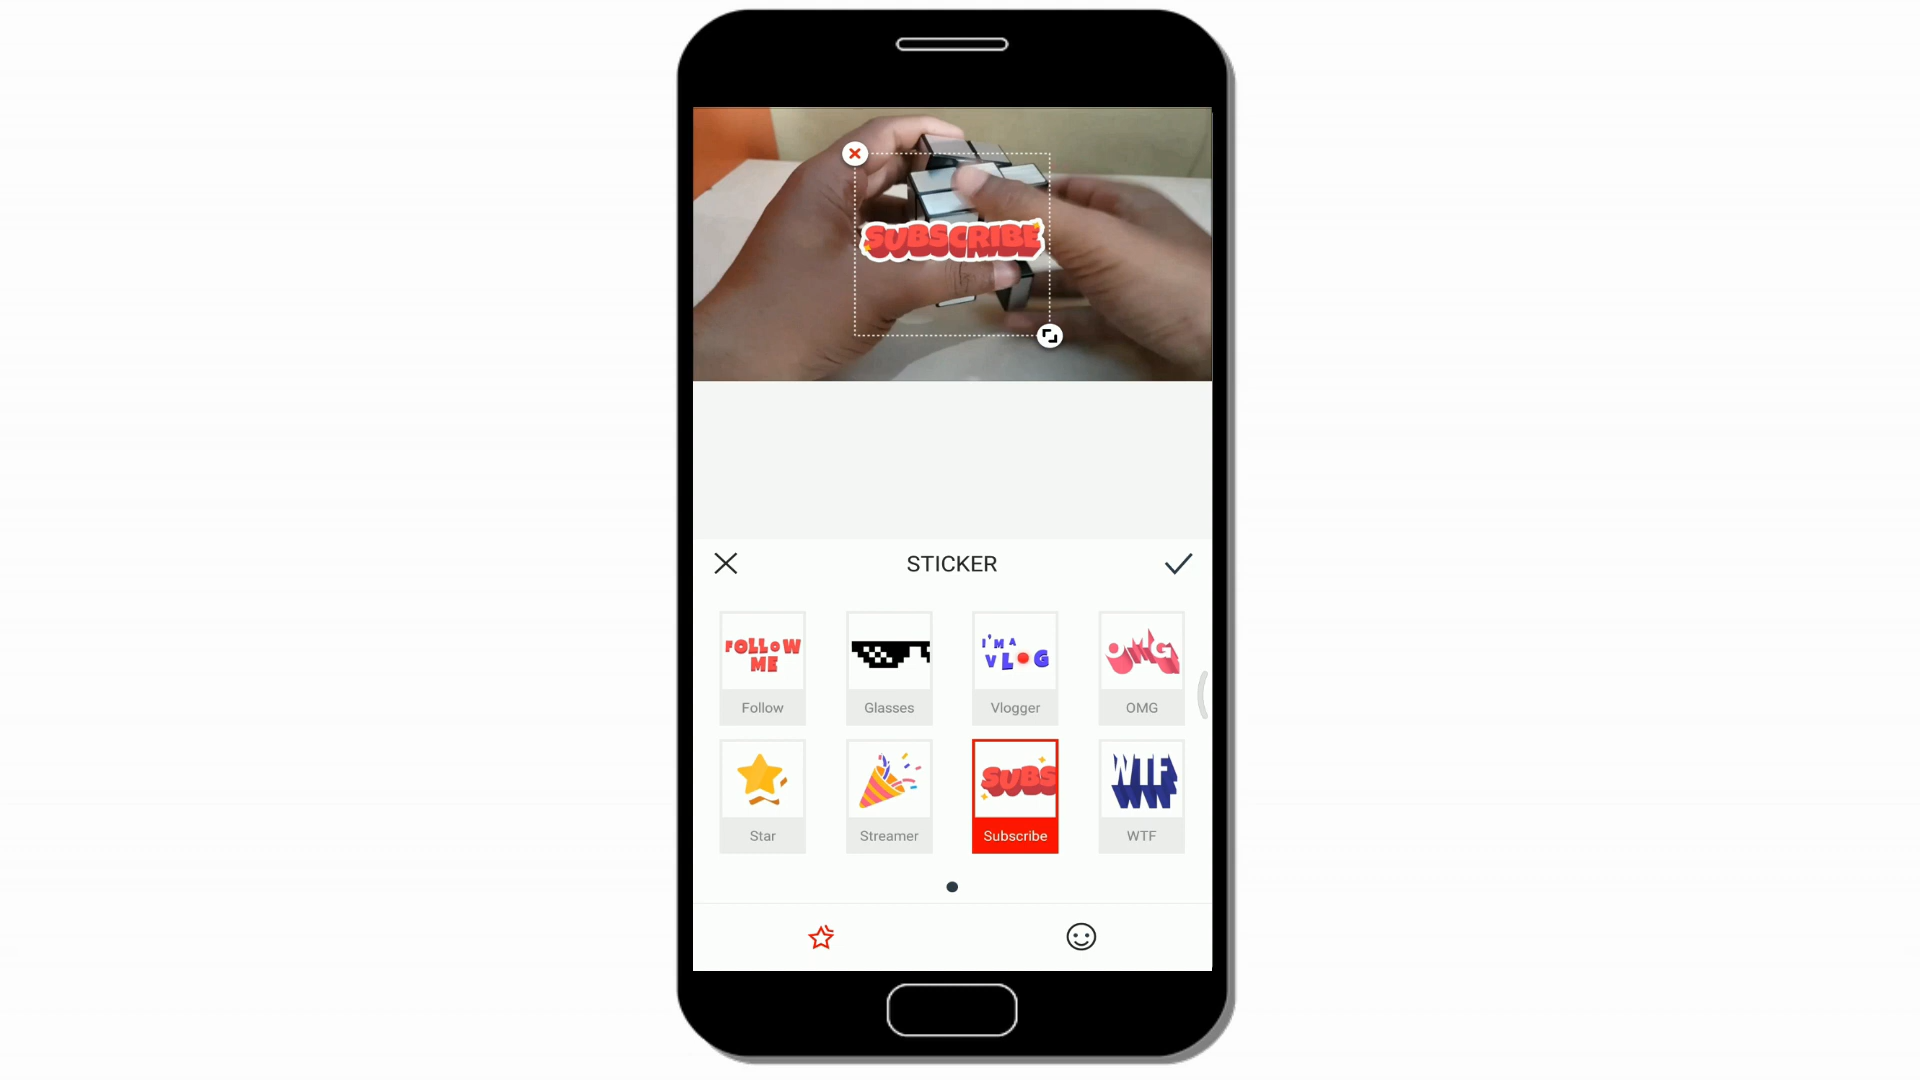 SUBSCRIBE
STICKER
FOLLOW
ME
I'M A
VLOG
OMG
Follow
Glasses
Vlogger
OMG
SUBS
WTF
Star
Streamer
Subscribe
WTF